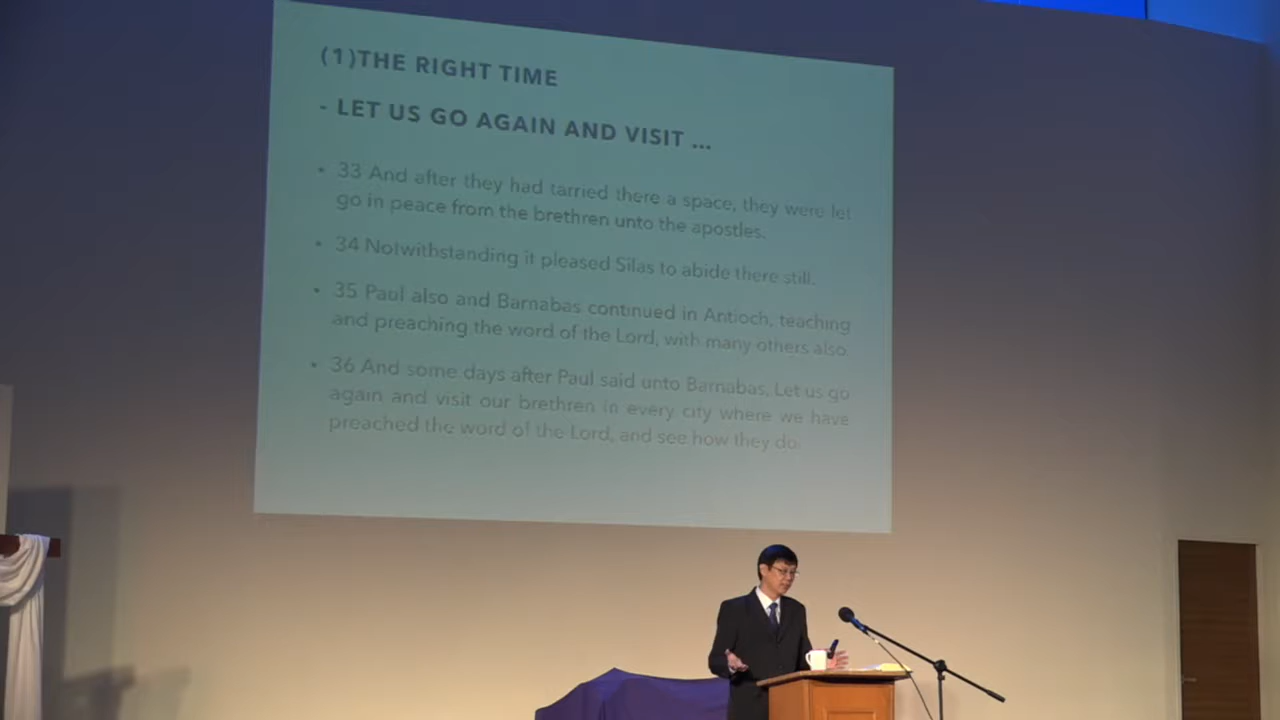 (1)THE RIGHT TIME
- LET US GO AGAIN AND VISIT ...
• 33 And after they had tarried there a space, they were let
go in peace from the brethren unto the apostles.
• 34 Notwithstanding it pleased Silas to abide there still.
• 35 Paul also and Barnabas continued in Antioch, teaching
and preaching the word of the Lord, with many others also.
• 36 And some days after Paul said unto Barnabas, Let us go
again and visit our brethren in every city where we have
preached the word of the Lord, and see how they do.